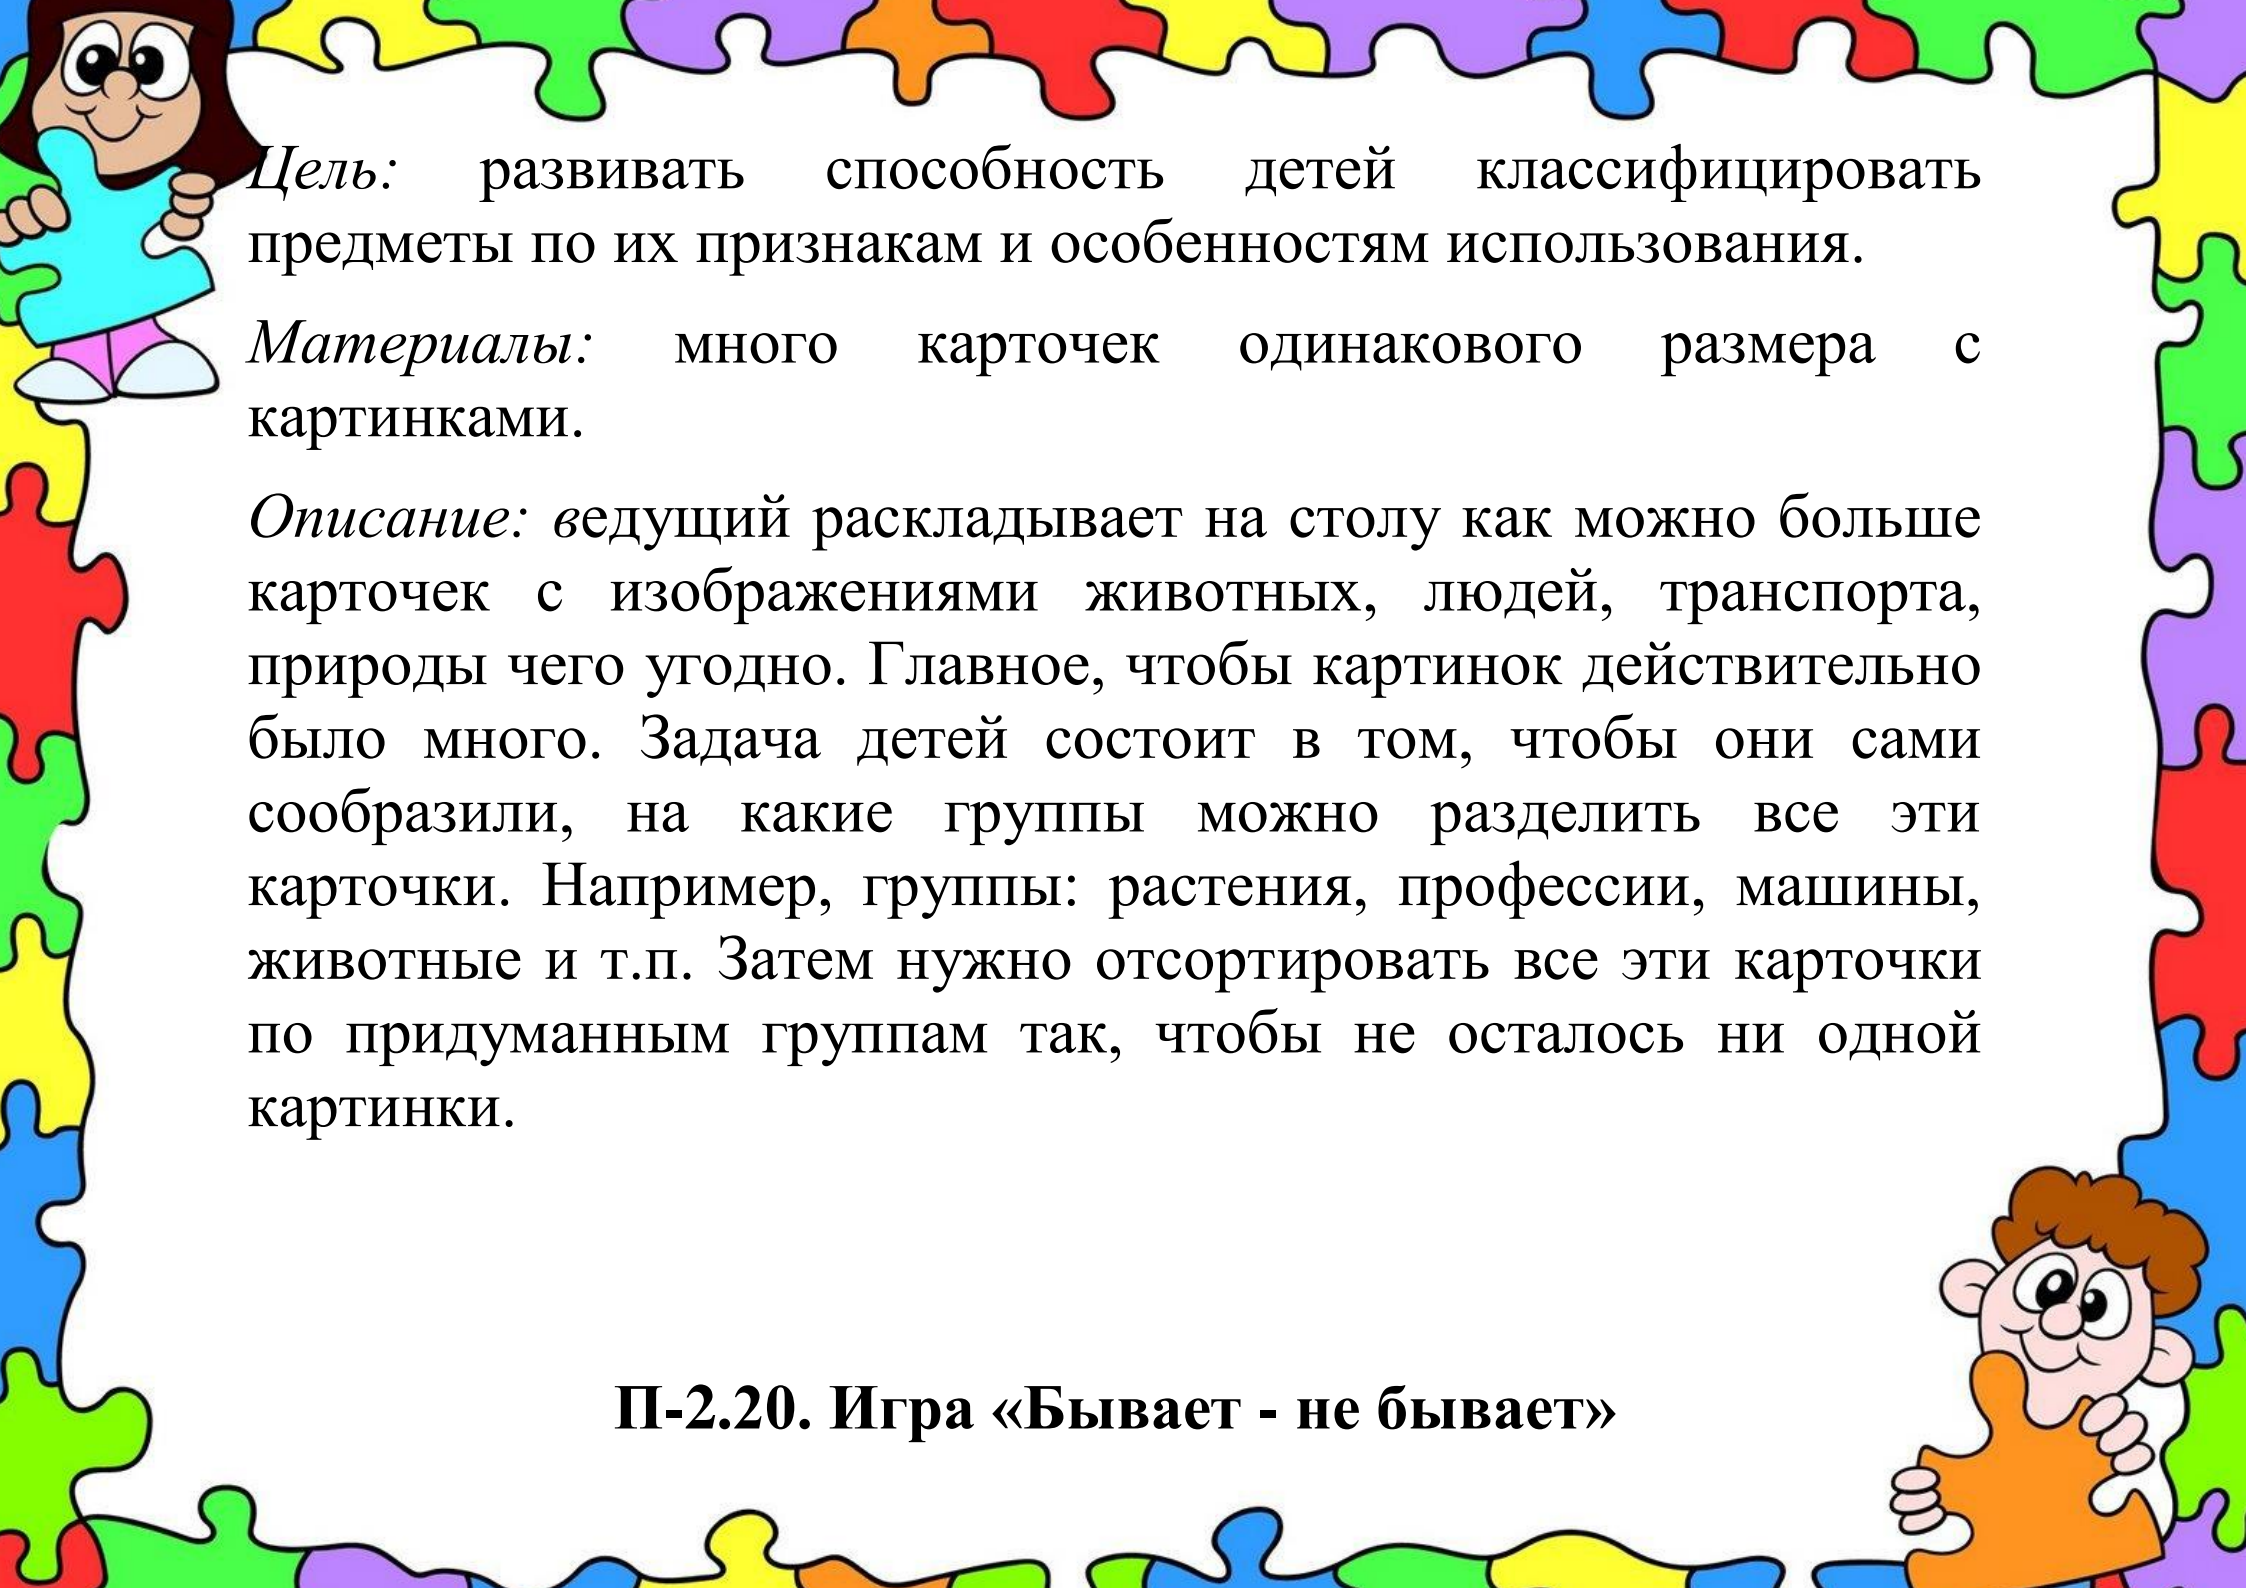 Цель: развивать способность детей классифицировать
предметы по их признакам и особенностям использования.
Материалы: много карточек одинакового размера с
картинками.
Описание: ведущий раскладывает на столу как можно больше
карточек с изображениями животных, людей, транспорта,
природы чего угодно. Главное, чтобы картинок действительно
было много. Задача детей состоит в том, чтобы они сами
сообразили, на какие группы можно разделить все эти
карточки. Например, группы: растения, профессии, машины,
животные и т.п. Затем нужно отсортировать все эти карточки
по придуманным группам так, чтобы не осталось ни одной
картинки.
П-2.20. Игра «Бывает - не бывает»